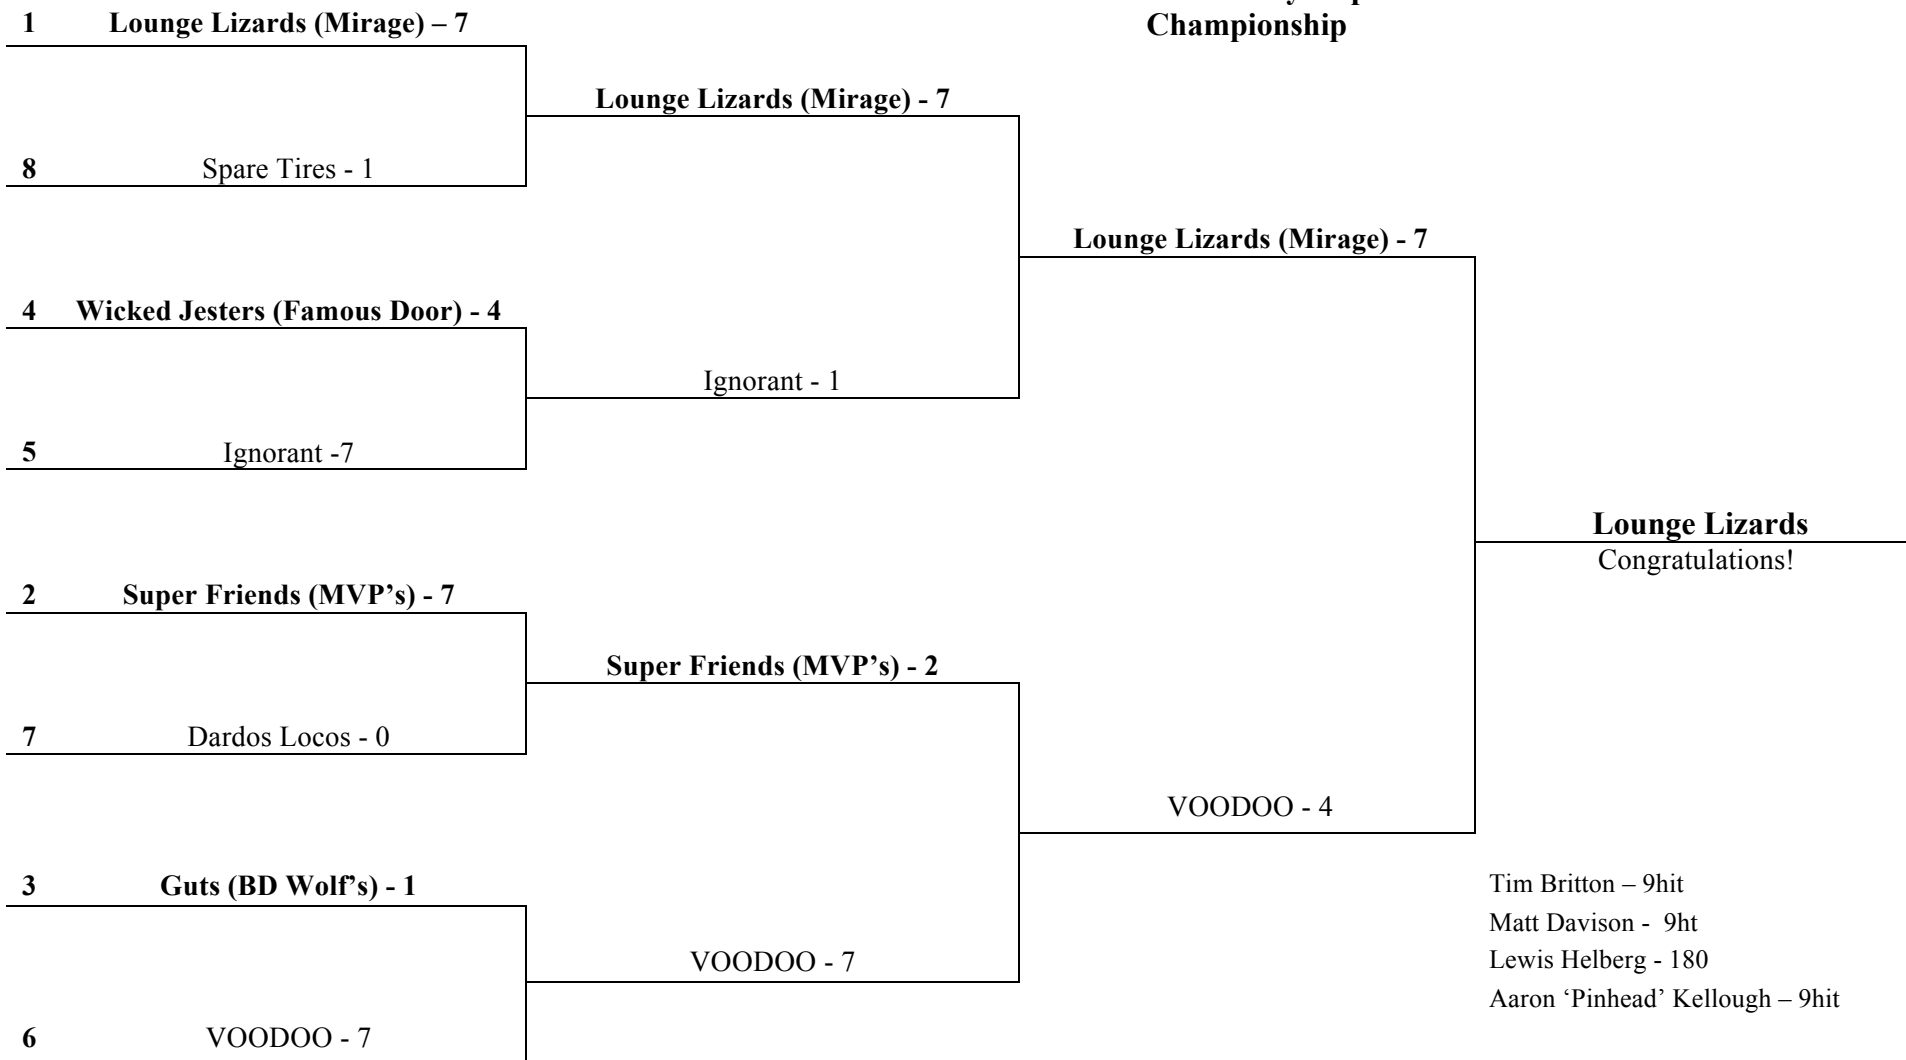 Championship
1 Lounge Lizards (Mirage) – 7
Lounge Lizards (Mirage) - 7
8 Spare Tires - 1
Lounge Lizards (Mirage) - 7
4 Wicked Jesters (Famous Door) - 4
Ignorant - 1
5 Ignorant -7
Lounge Lizards
Congratulations!
2 Super Friends (MVP’s) - 7
Super Friends (MVP’s) - 2
7 Dardos Locos - 0
VOODOO - 4
3 Guts (BD Wolf’s) - 1
Tim Britton – 9hit
Matt Davison -  9ht
VOODOO - 7
Lewis Helberg - 180
Aaron ‘Pinhead’ Kellough – 9hit
6 VOODOO - 7